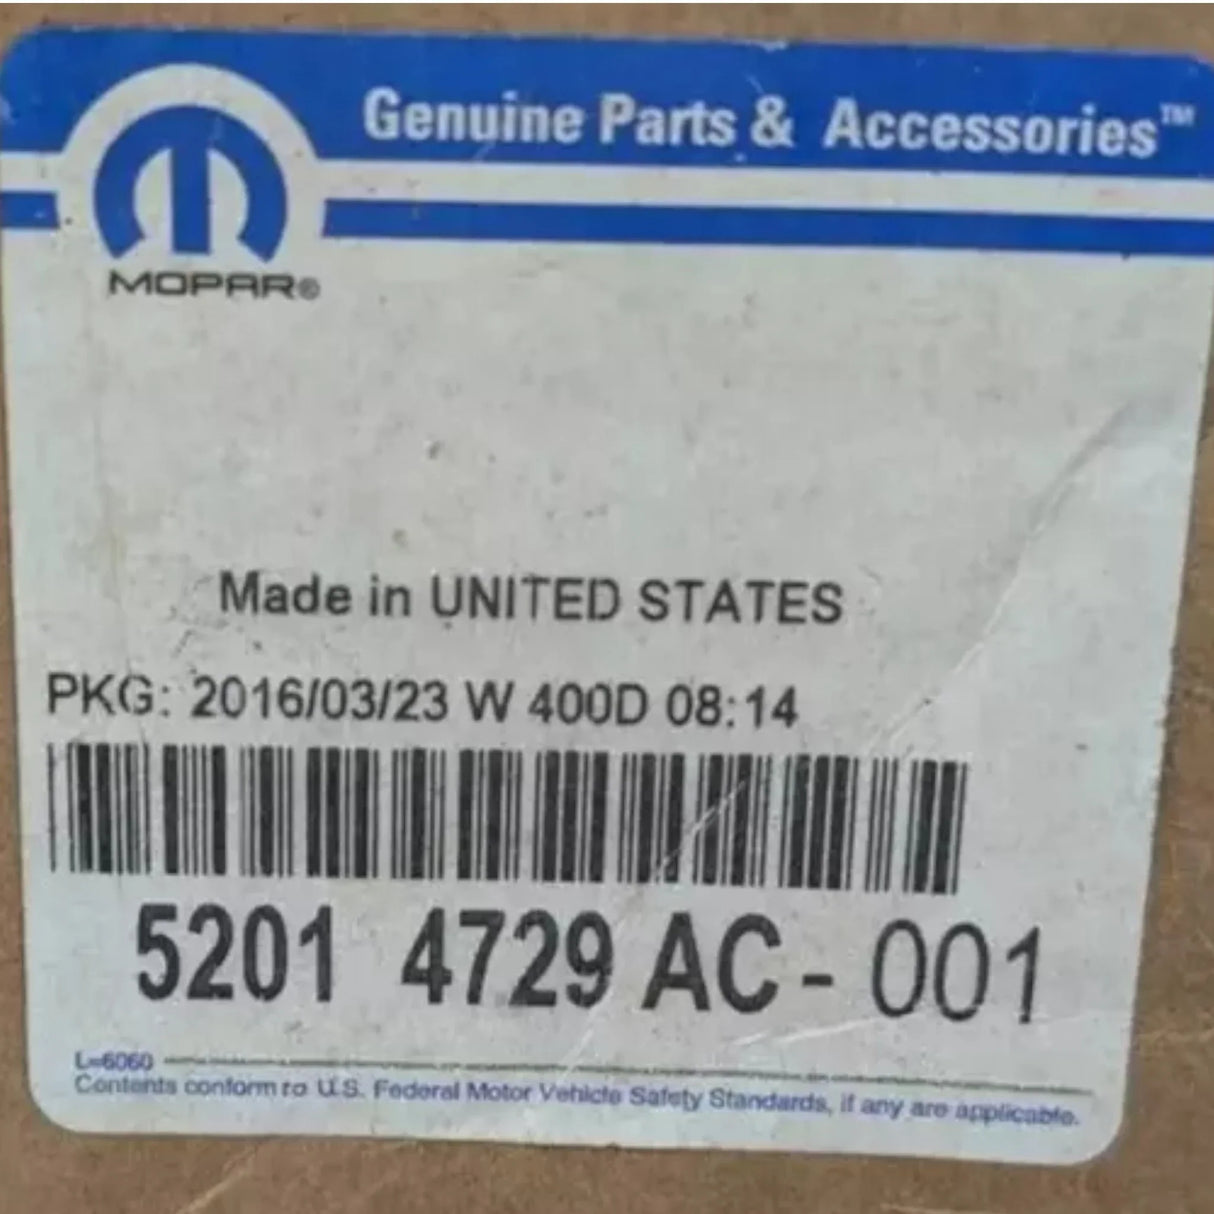 Genuine Parts & Accessories™
MOPAR®
Made in UNITED STATES
PKG: 2016/03/23 W 400D 08:14
5201 4729 AC - 001
L=6060
Contents conform to U.S. Federal Motor Vehicle Safety Standards, if any are applicable.